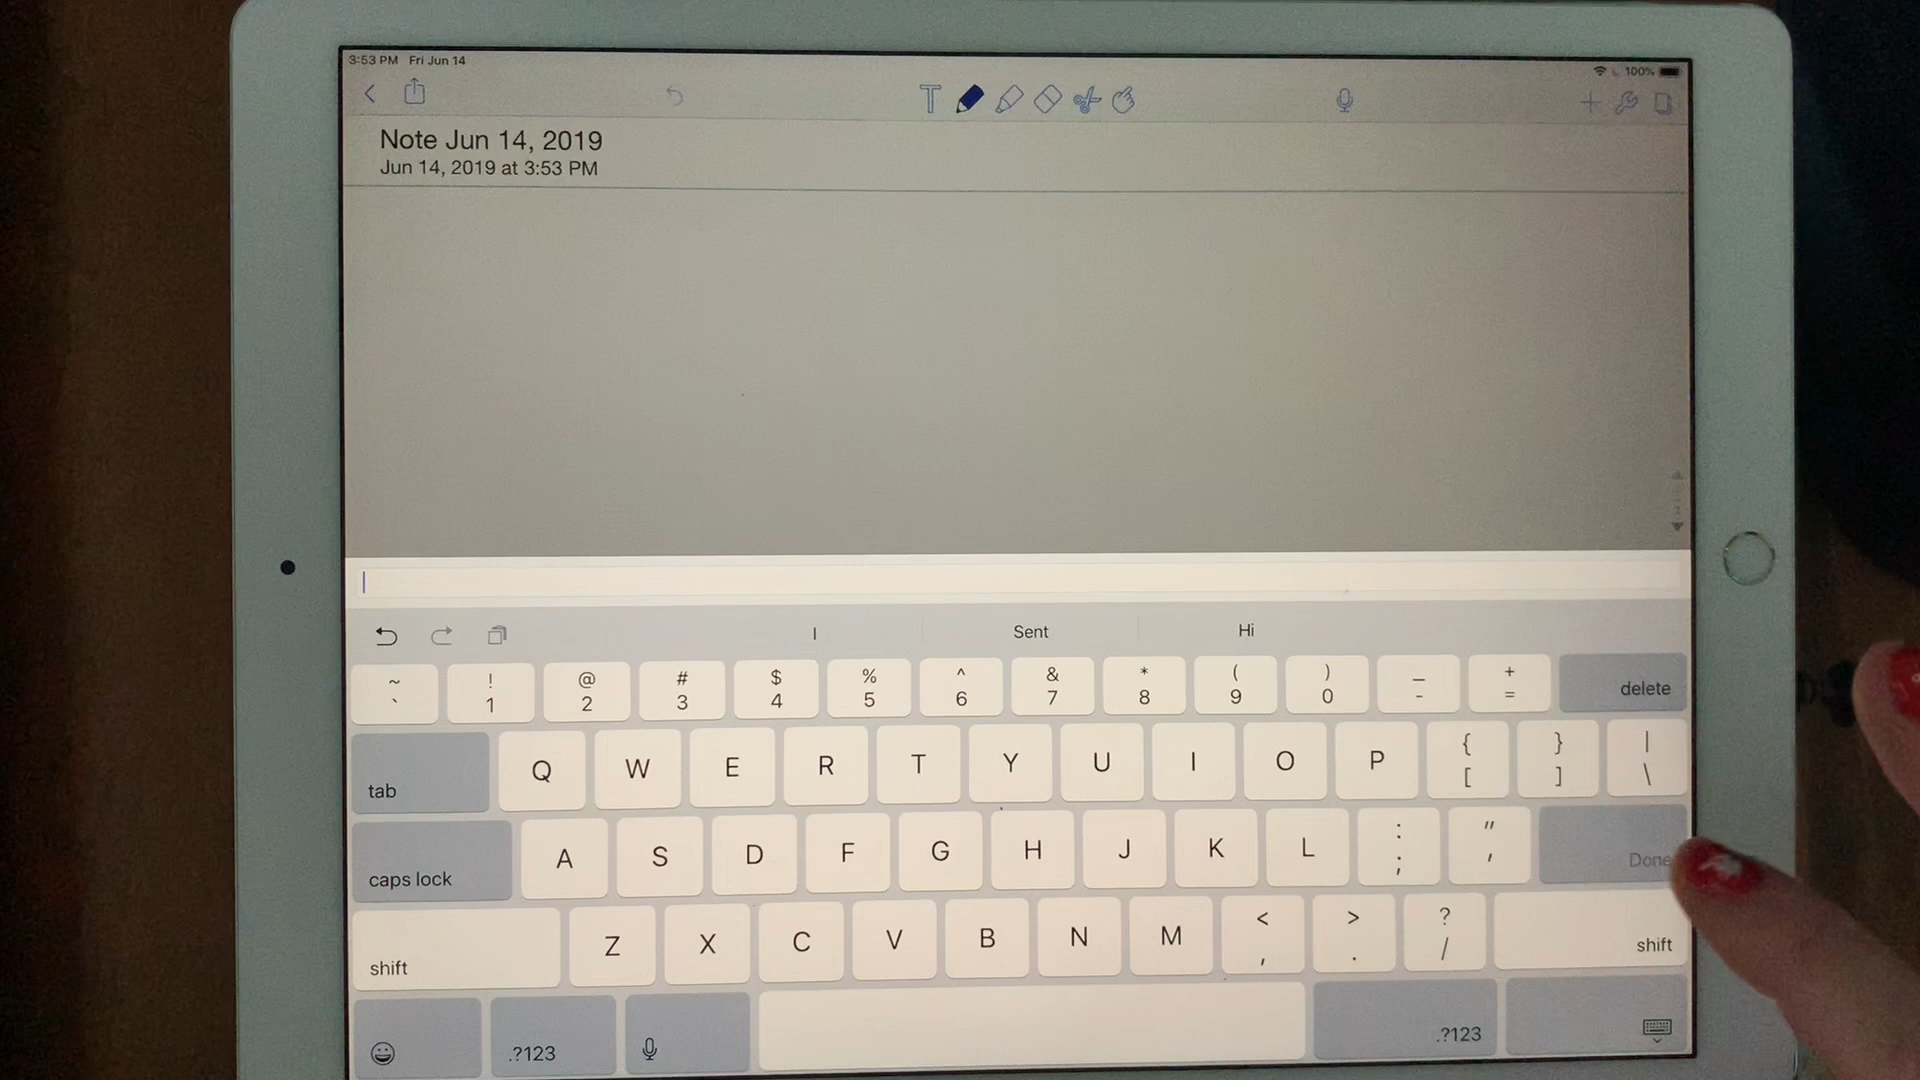 3:53 PM Fri Jun 14
100%
T
Note Jun 14, 2019
Jun 14, 2019 at 3:53 PM
I Sent Hi
~ ! @ # $ % ^ & * ( ) _ +
` 1 2 3 4 5 6 7 8 9 0 - = delete
tab Q W E R T Y U I O P { [ } ] | \
caps lock A S D F G H J K L : ; " ' Done
shift Z X C V B N M < , > . ? / shift
.?123 .?123